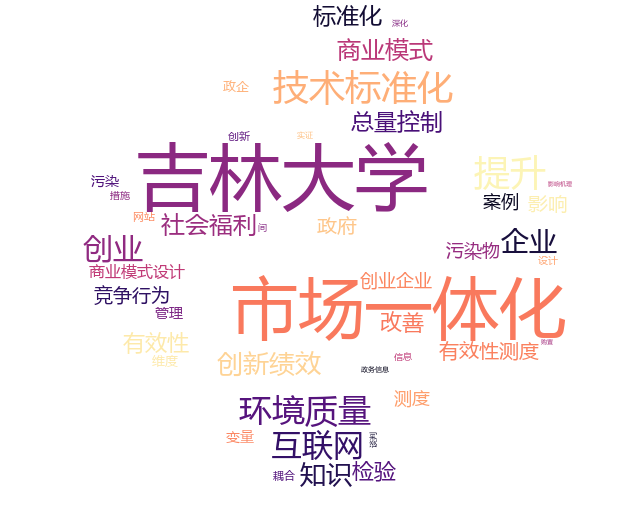 标准化
深化
商业模式
技术标准化
政企
总量控制
创新
实证
吉林大学
提升
影响机理
污染
措施
案例
影响
网站
社会福利
间
政府
创业
企业
污染物
设计
商业模式设计
创业企业
竞争行为
市场一体化
管理
改善
有效性
购置
有效性测度
维度
创新绩效
信息
政务信息
测度
环境质量
变量
互联网
谈判
耦合
知识
检验